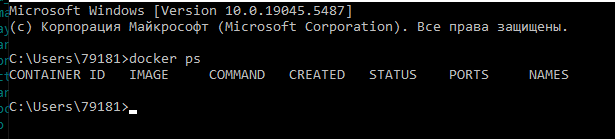 Microsoft Windows [Version 10.0.19045.5487]
(c) Корпорация Майкрософт (Microsoft Corporation). Все права защищены.
C:\Users\79181>docker ps
CONTAINER ID   IMAGE     COMMAND   CREATED   STATUS    PORTS     NAMES
C:\Users\79181>